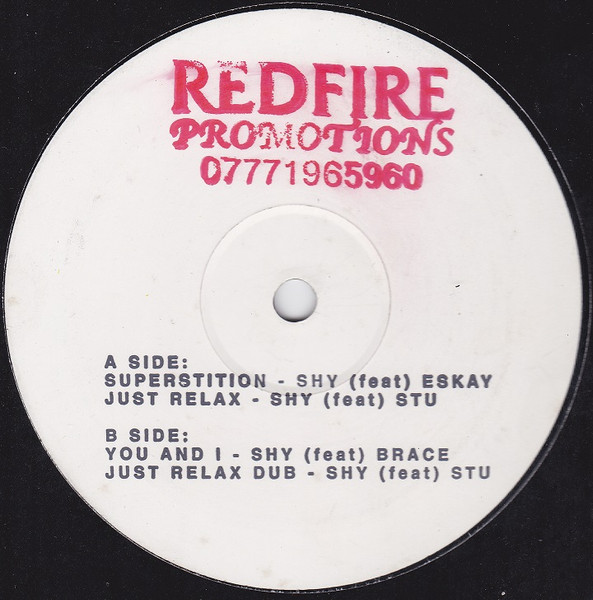 REDFIRE
PROMOTIONS
07771965960
A SIDE:
SUPERSTITION - SHY (feat) ESKAY
JUST RELAX - SHY (feat) STU
B SIDE:
YOU AND I - SHY (feat) BRACE
JUST RELAX DUB - SHY (feat) STU